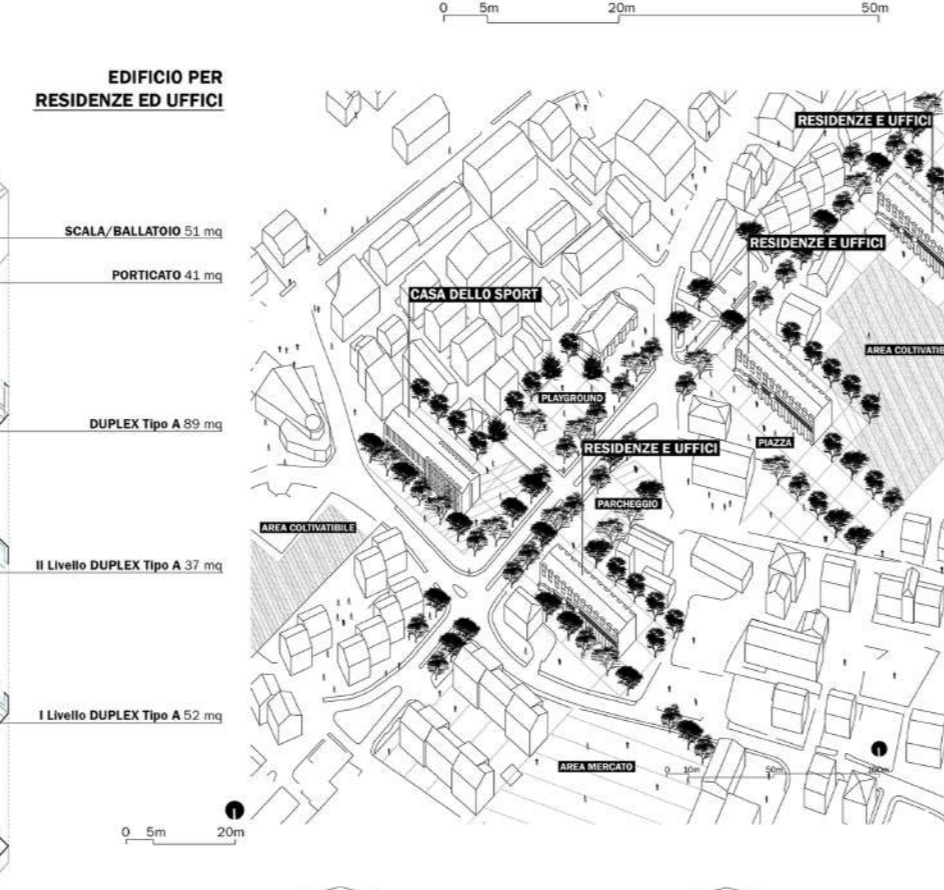 0 5m 20m 50m
EDIFICIO PER
RESIDENZE ED UFFICI
SCALA/BALLATOIO 51 mq
PORTICATO 41 mq
DUPLEX Tipo A 89 mq
II Livello DUPLEX Tipo A 37 mq
I Livello DUPLEX Tipo A 52 mq
0 5m 20m
RESIDENZE E UFFICI
RESIDENZE E UFFICI
CASA DELLO SPORT
AREA COLTIVATIB
PLAYGROUND
PIAZZA
RESIDENZE E UFFICI
PARCHEGGIO
AREA COLTIVATIBILE
AREA MERCATO
0 10m 50m 100m